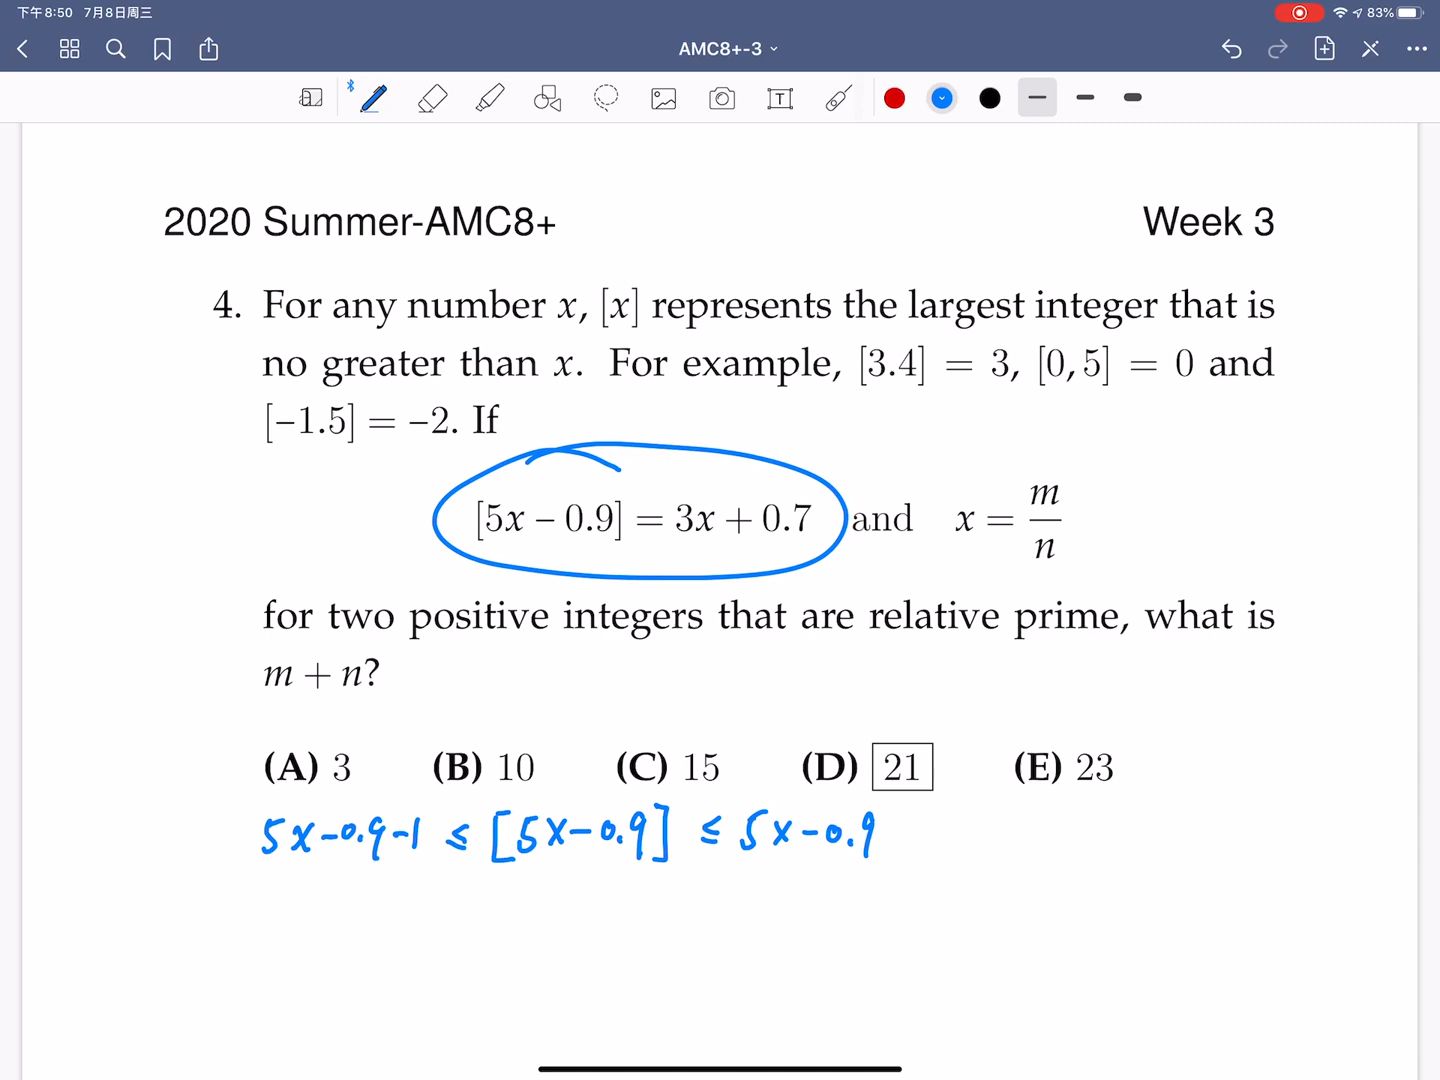 下午8:50 7月8日周三
83%
AMC8+-3
2020 Summer-AMC8+ Week 3
4. For any number x, [x] represents the largest integer that is
no greater than x. For example, [3.4] = 3, [0, 5] = 0 and
[−1.5] = −2. If
[5x − 0.9] = 3x + 0.7 and x = m/n
for two positive integers that are relative prime, what is
m + n?
(A) 3 (B) 10 (C) 15 (D) 21 (E) 23
5x−0.9−1 ≤ [5x−0.9] ≤ 5x−0.9